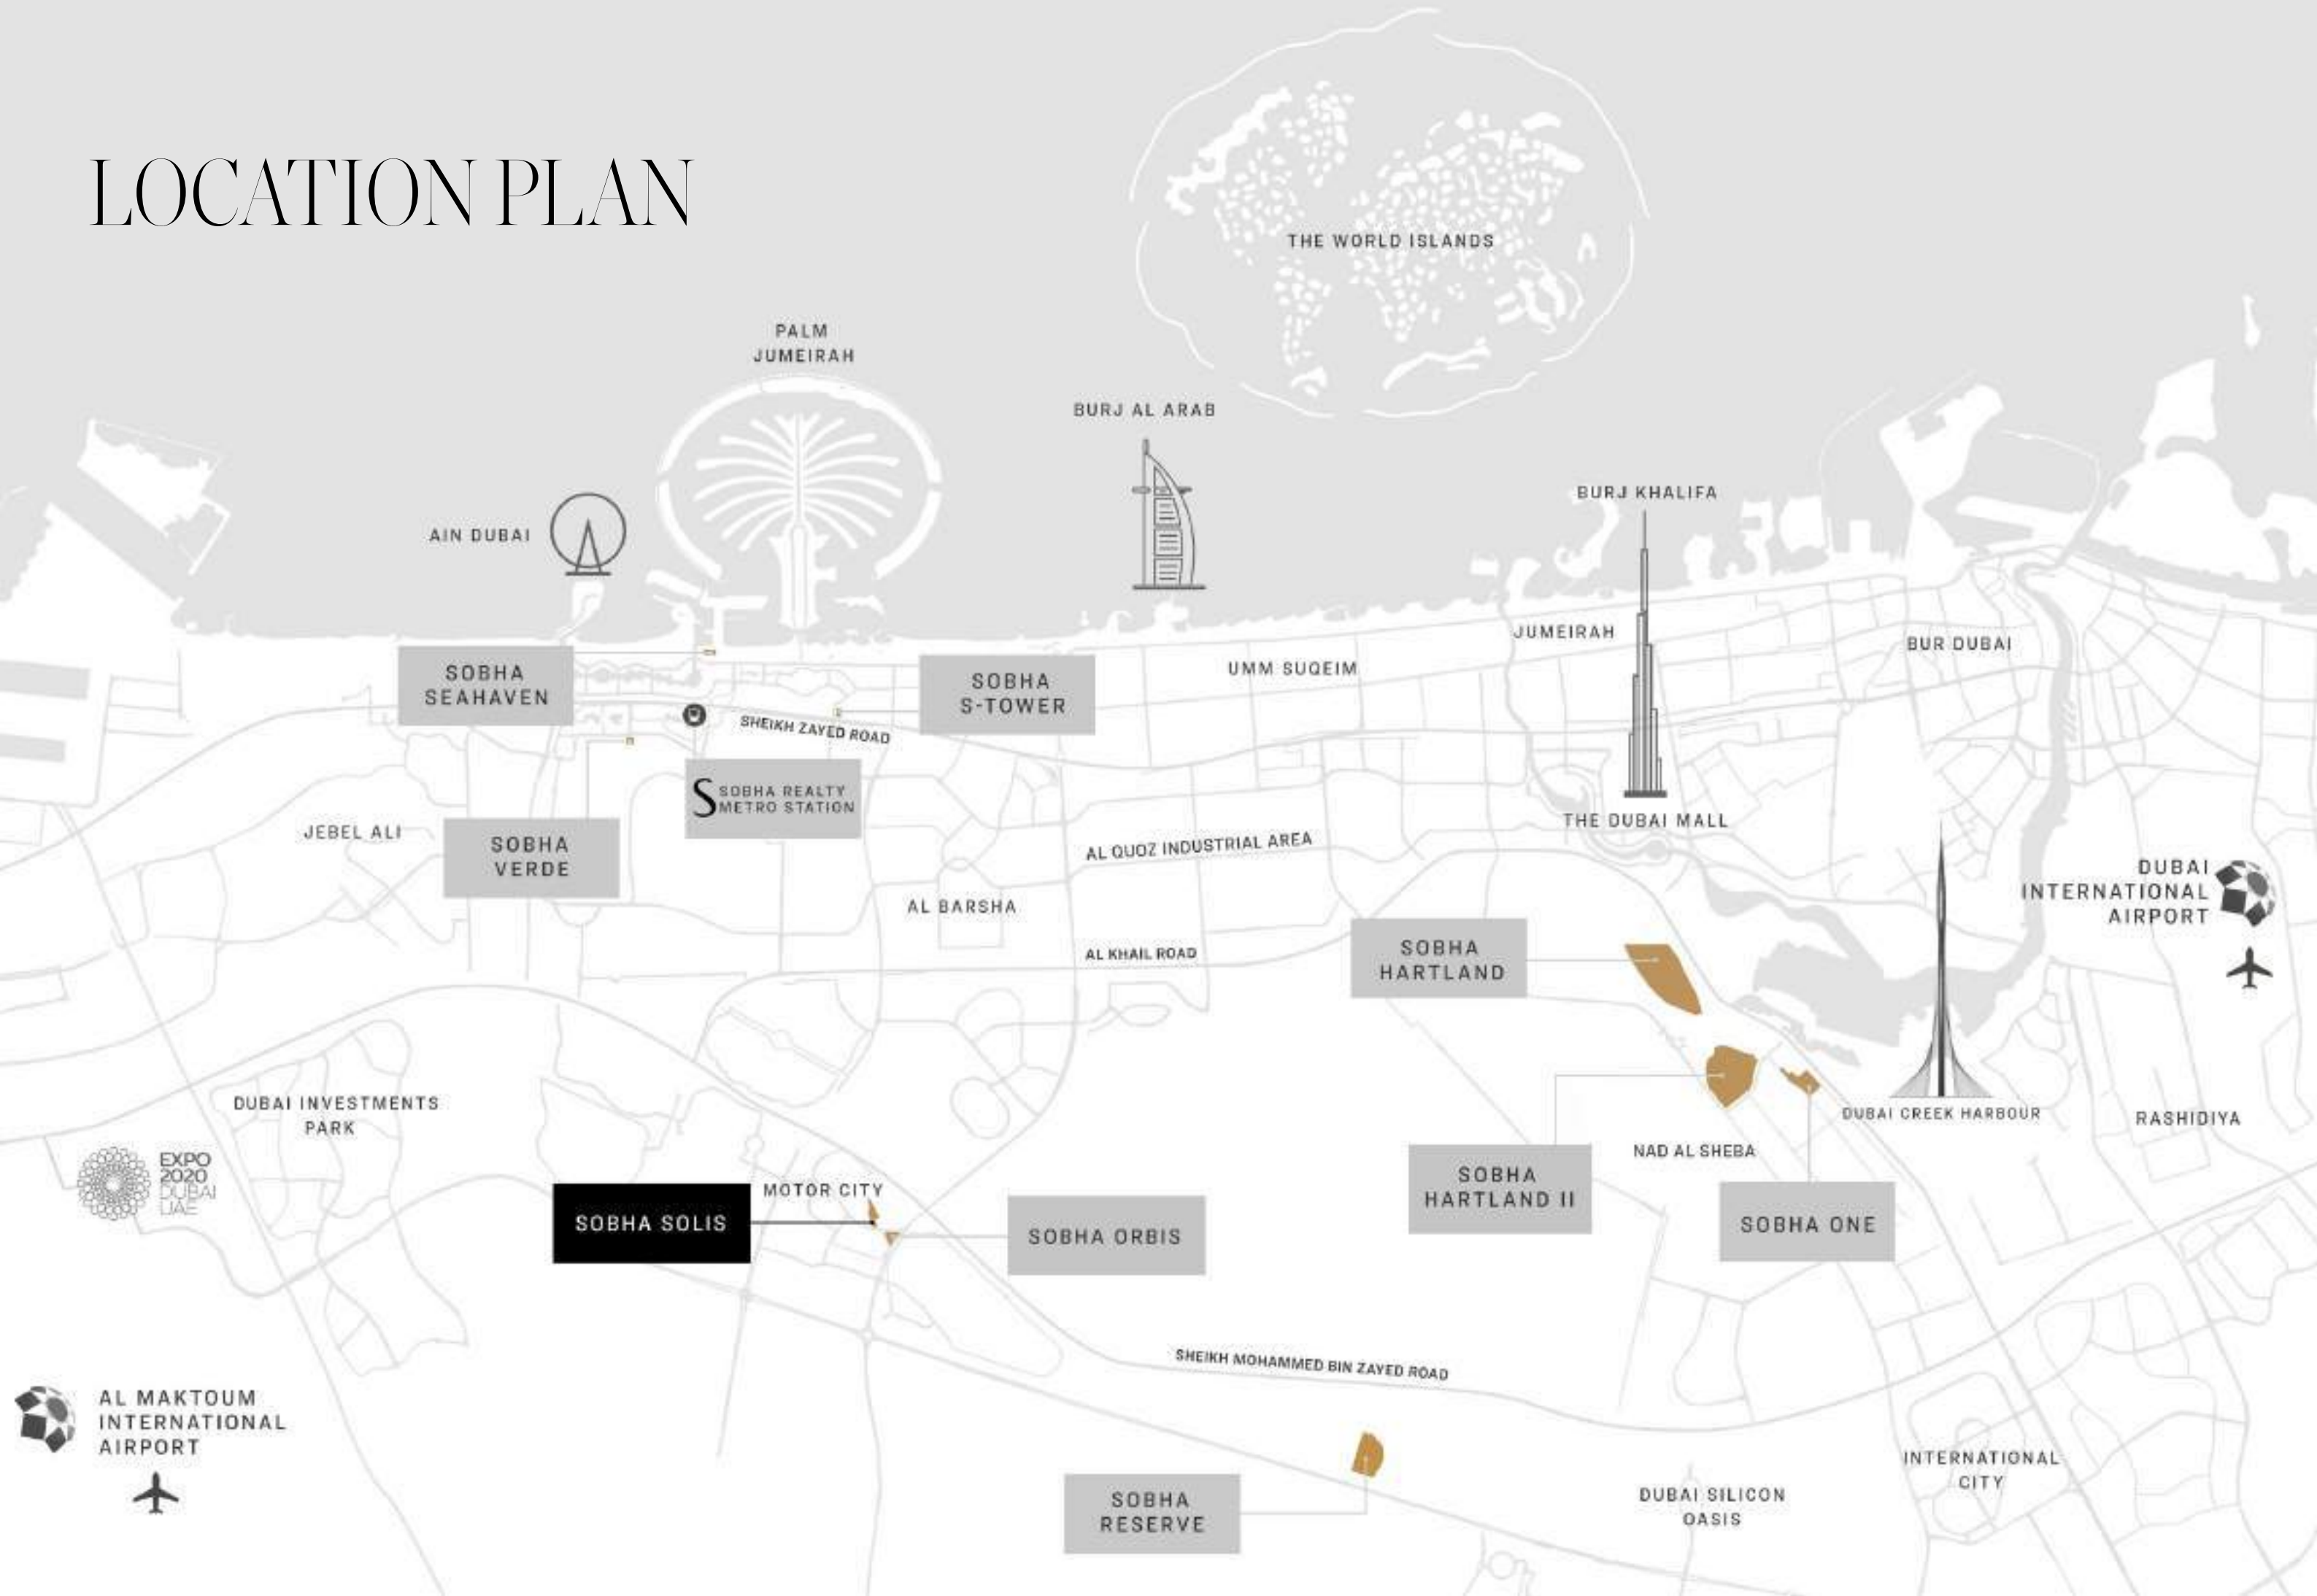 LOCATION PLAN
THE WORLD ISLANDS
PALM
JUMEIRAH
BURJ AL ARAB
BURJ KHALIFA
AIN DUBAI
JUMEIRAH
BUR DUBAI
UMM SUQEIM
SOBHA
SEAHAVEN
SOBHA
S-TOWER
SHEIKH ZAYED ROAD
S SOBHA REALTY
METRO STATION
JEBEL ALI
SOBHA
VERDE
THE DUBAI MALL
AL QUOZ INDUSTRIAL AREA
DUBAI
INTERNATIONAL
AIRPORT
AL BARSHA
AL KHAIL ROAD
SOBHA
HARTLAND
DUBAI INVESTMENTS
PARK
DUBAI CREEK HARBOUR
RASHIDIYA
NAD AL SHEBA
EXPO
2020
DUBAI
UAE
MOTOR CITY
SOBHA
HARTLAND II
SOBHA SOLIS
SOBHA ORBIS
SOBHA ONE
SHEIKH MOHAMMED BIN ZAYED ROAD
AL MAKTOUM
INTERNATIONAL
AIRPORT
INTERNATIONAL
CITY
SOBHA
RESERVE
DUBAI SILICON
OASIS